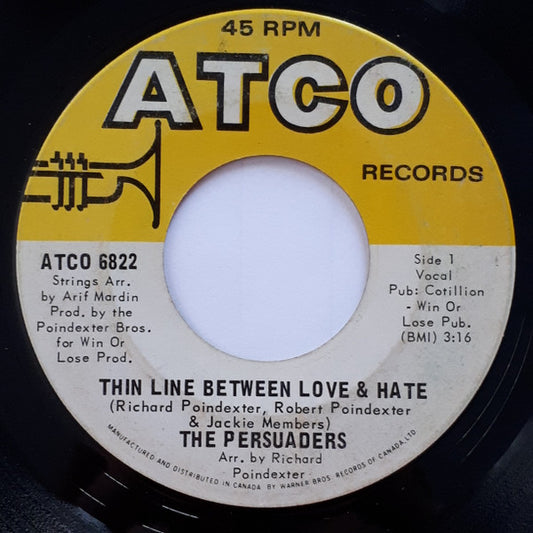 45 RPM
ATCO
RECORDS
ATCO 6822
Strings Arr.
by Arif Mardin
Prod. by the
Poindexter Bros.
for Win Or
Lose Prod.
Side 1
Vocal
Pub: Cotillion
- Win Or
Lose Pub.
(BMI) 3:16
THIN LINE BETWEEN LOVE & HATE
(Richard Poindexter, Robert Poindexter
& Jackie Members)
THE PERSUADERS
Arr. by Richard
Poindexter
MANUFACTURED AND DISTRIBUTED IN CANADA BY WARNER BROS. RECORDS OF CANADA, LTD